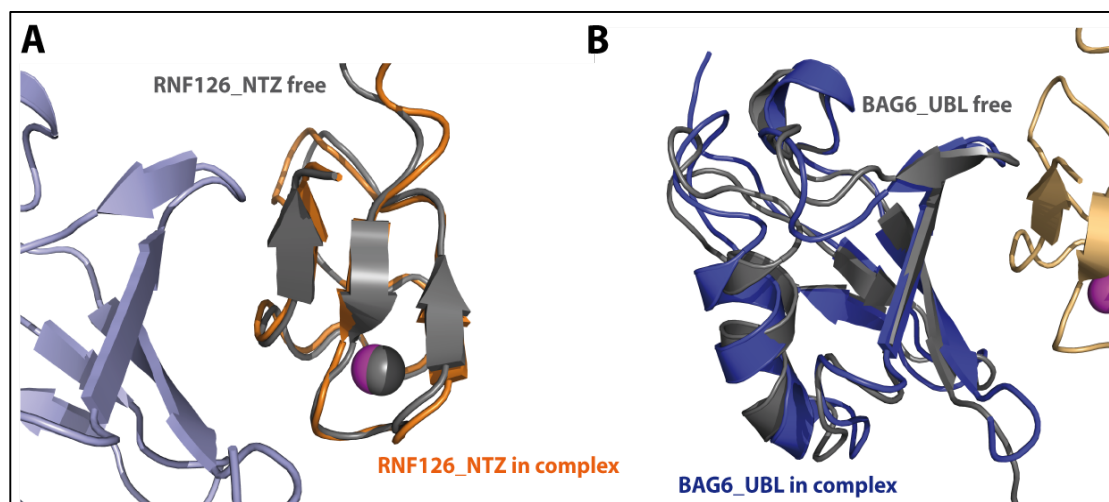 A
RNF126_NTZ free
RNF126_NTZ in complex
B
BAG6_UBL free
BAG6_UBL in complex